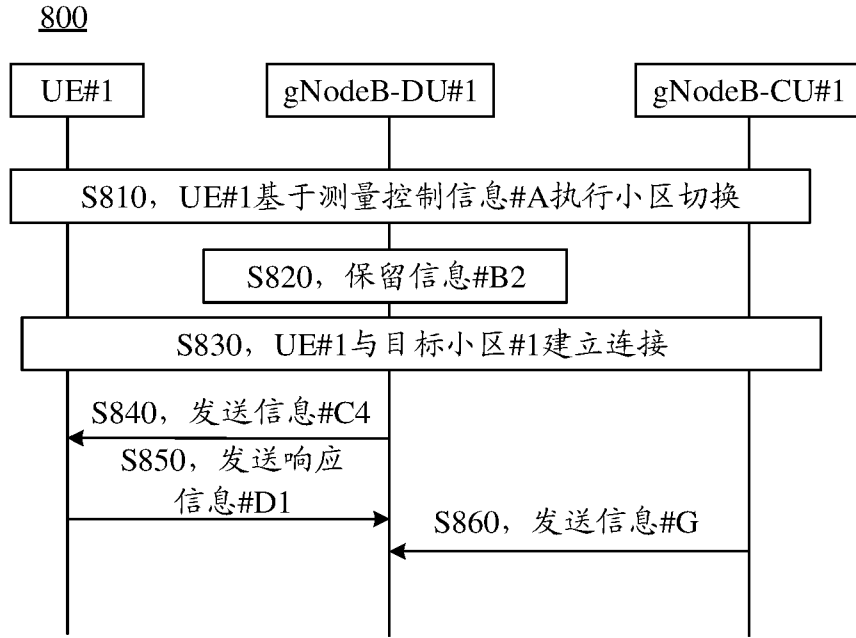 800
UE#1
gNodeB-DU#1
gNodeB-CU#1
S810，UE#1基于测量控制信息#A执行小区切换
S820，保留信息#B2
S830，UE#1与目标小区#1建立连接
S840，发送信息#C4
S850，发送响应
信息#D1
S860，发送信息#G